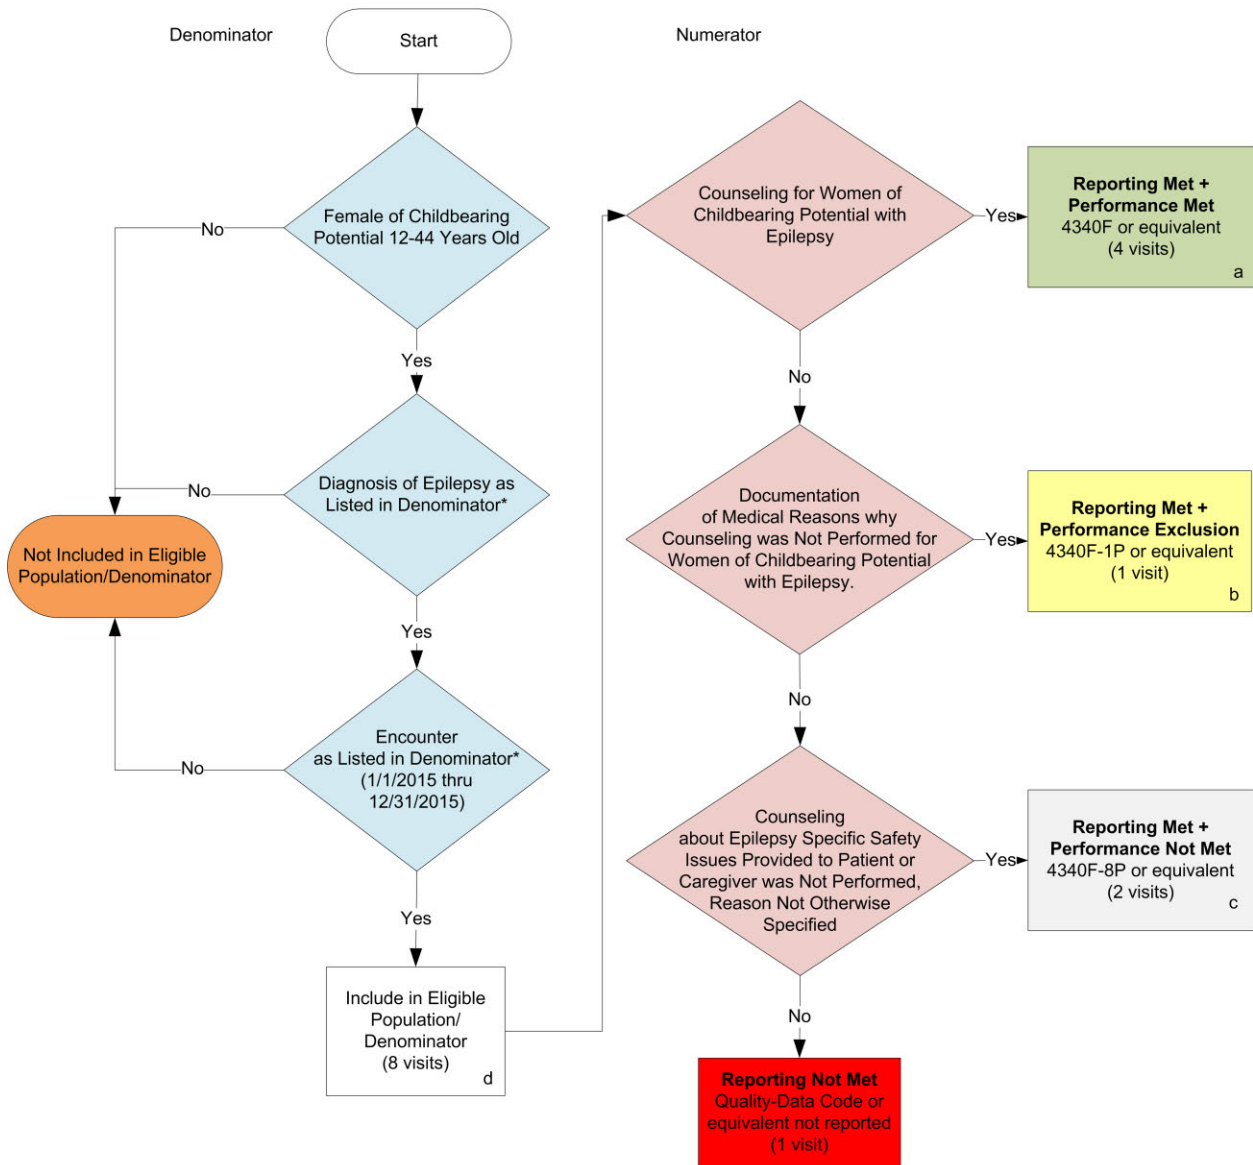 Denominator
Start
Female of Childbearing
Potential 12-44 Years Old
No
Yes
Diagnosis of Epilepsy as
Listed in Denominator*
No
Not Included in Eligible
Population/Denominator
Yes
Encounter
as Listed in Denominator*
(1/1/2015 thru
12/31/2015)
No
Yes
Include in Eligible
Population/
Denominator
(8 visits)
d
Numerator
Counseling for Women of
Childbearing Potential with
Epilepsy
Yes
Reporting Met +
Performance Met
4340F or equivalent
(4 visits)
a
No
Documentation
of Medical Reasons why
Counseling was Not Performed for
Women of Childbearing Potential
with Epilepsy.
Yes
Reporting Met +
Performance Exclusion
4340F-1P or equivalent
(1 visit)
b
No
Counseling
about Epilepsy Specific Safety
Issues Provided to Patient or
Caregiver was Not Performed,
Reason Not Otherwise
Specified
Yes
Reporting Met +
Performance Not Met
4340F-8P or equivalent
(2 visits)
c
No
Reporting Not Met
Quality-Data Code or
equivalent not reported
(1 visit)